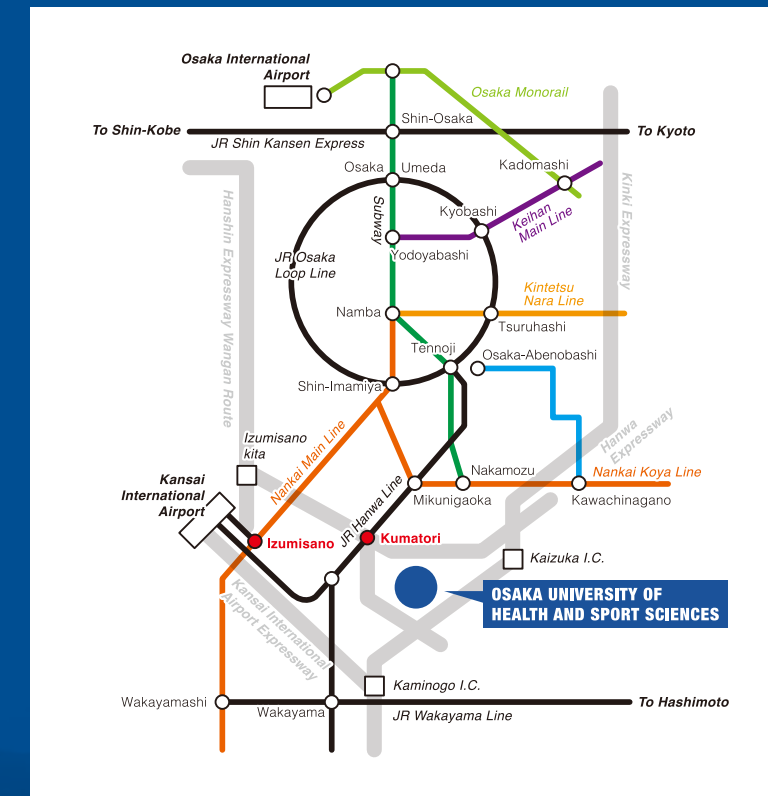 Osaka International
Airport
Osaka Monorail
Shin-Osaka
To Shin-Kobe
To Kyoto
JR Shin Kansen Express
Osaka
Umeda
Kadomashi
Hanshin Expressway Wangan Route
Subway
Kyobashi
Keihan
Main Line
Kinki Expressway
Yodoyabashi
JR Osaka
Loop Line
Kintetsu
Nara Line
Namba
Tsuruhashi
Tennoji
Osaka-Abenobashi
Shin-Imamiya
Hanwa
Expressway
Izumisano
kita
Nankai Main Line
Nakamozu
Nankai Koya Line
Kansai
International
Airport
JR Hanwa Line
Mikunigaoka
Kawachinagano
Izumisano
Kumatori
Kaizuka I.C.
Kansai International
Airport Expressway
OSAKA UNIVERSITY OF
HEALTH AND SPORT SCIENCES
Kaminogo I.C.
Wakayamashi
Wakayama
To Hashimoto
JR Wakayama Line